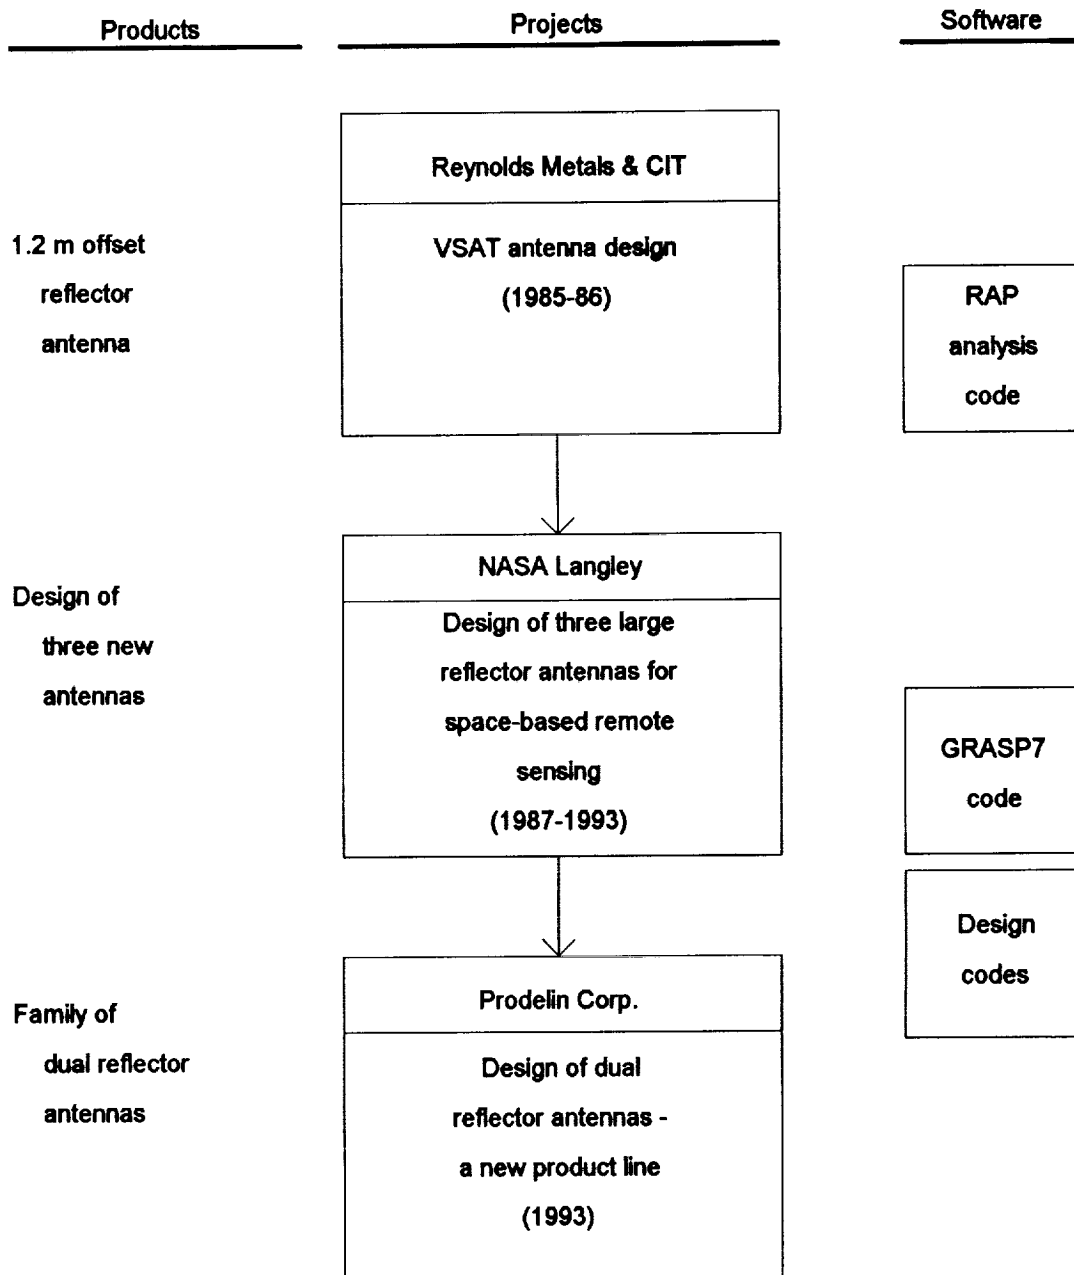 Products
Projects
Software
Reynolds Metals & CIT
1.2 m offset
reflector
antenna
VSAT antenna design
(1985-86)
RAP
analysis
code
NASA Langley
Design of
three new
antennas
Design of three large
reflector antennas for
space-based remote
sensing
(1987-1993)
GRASP7
code
Design
codes
Prodelin Corp.
Family of
dual reflector
antennas
Design of dual
reflector antennas -
a new product line
(1993)